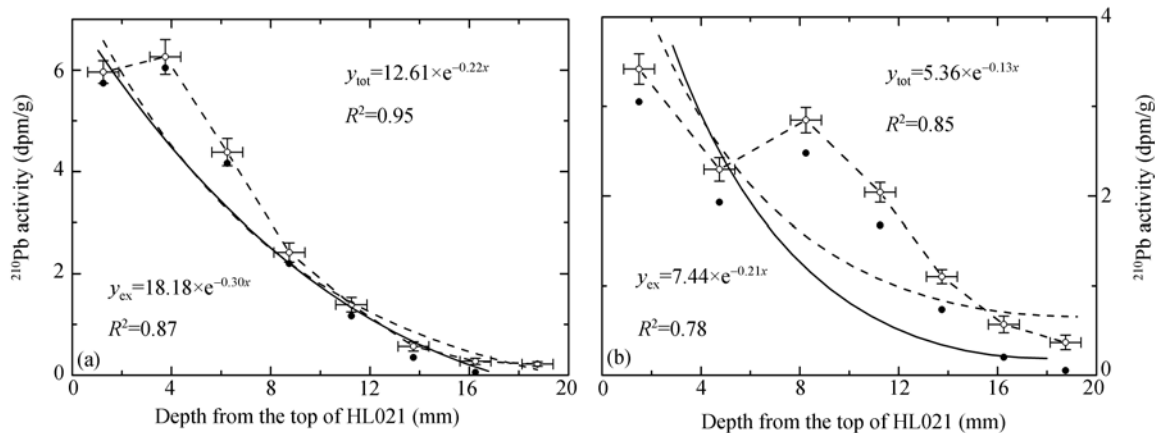 6
4
2
0
²¹⁰Pb activity (dpm/g)
y_tot=12.61×e^−0.22x
R²=0.95
y_ex=18.18×e^−0.30x
R²=0.87
(a)
0 4 8 12 16 20
Depth from the top of HL021 (mm)
4
2
0
²¹⁰Pb activity (dpm/g)
y_tot=5.36×e^−0.13x
R²=0.85
y_ex=7.44×e^−0.21x
R²=0.78
(b)
0 4 8 12 16 20
Depth from the top of HL021 (mm)